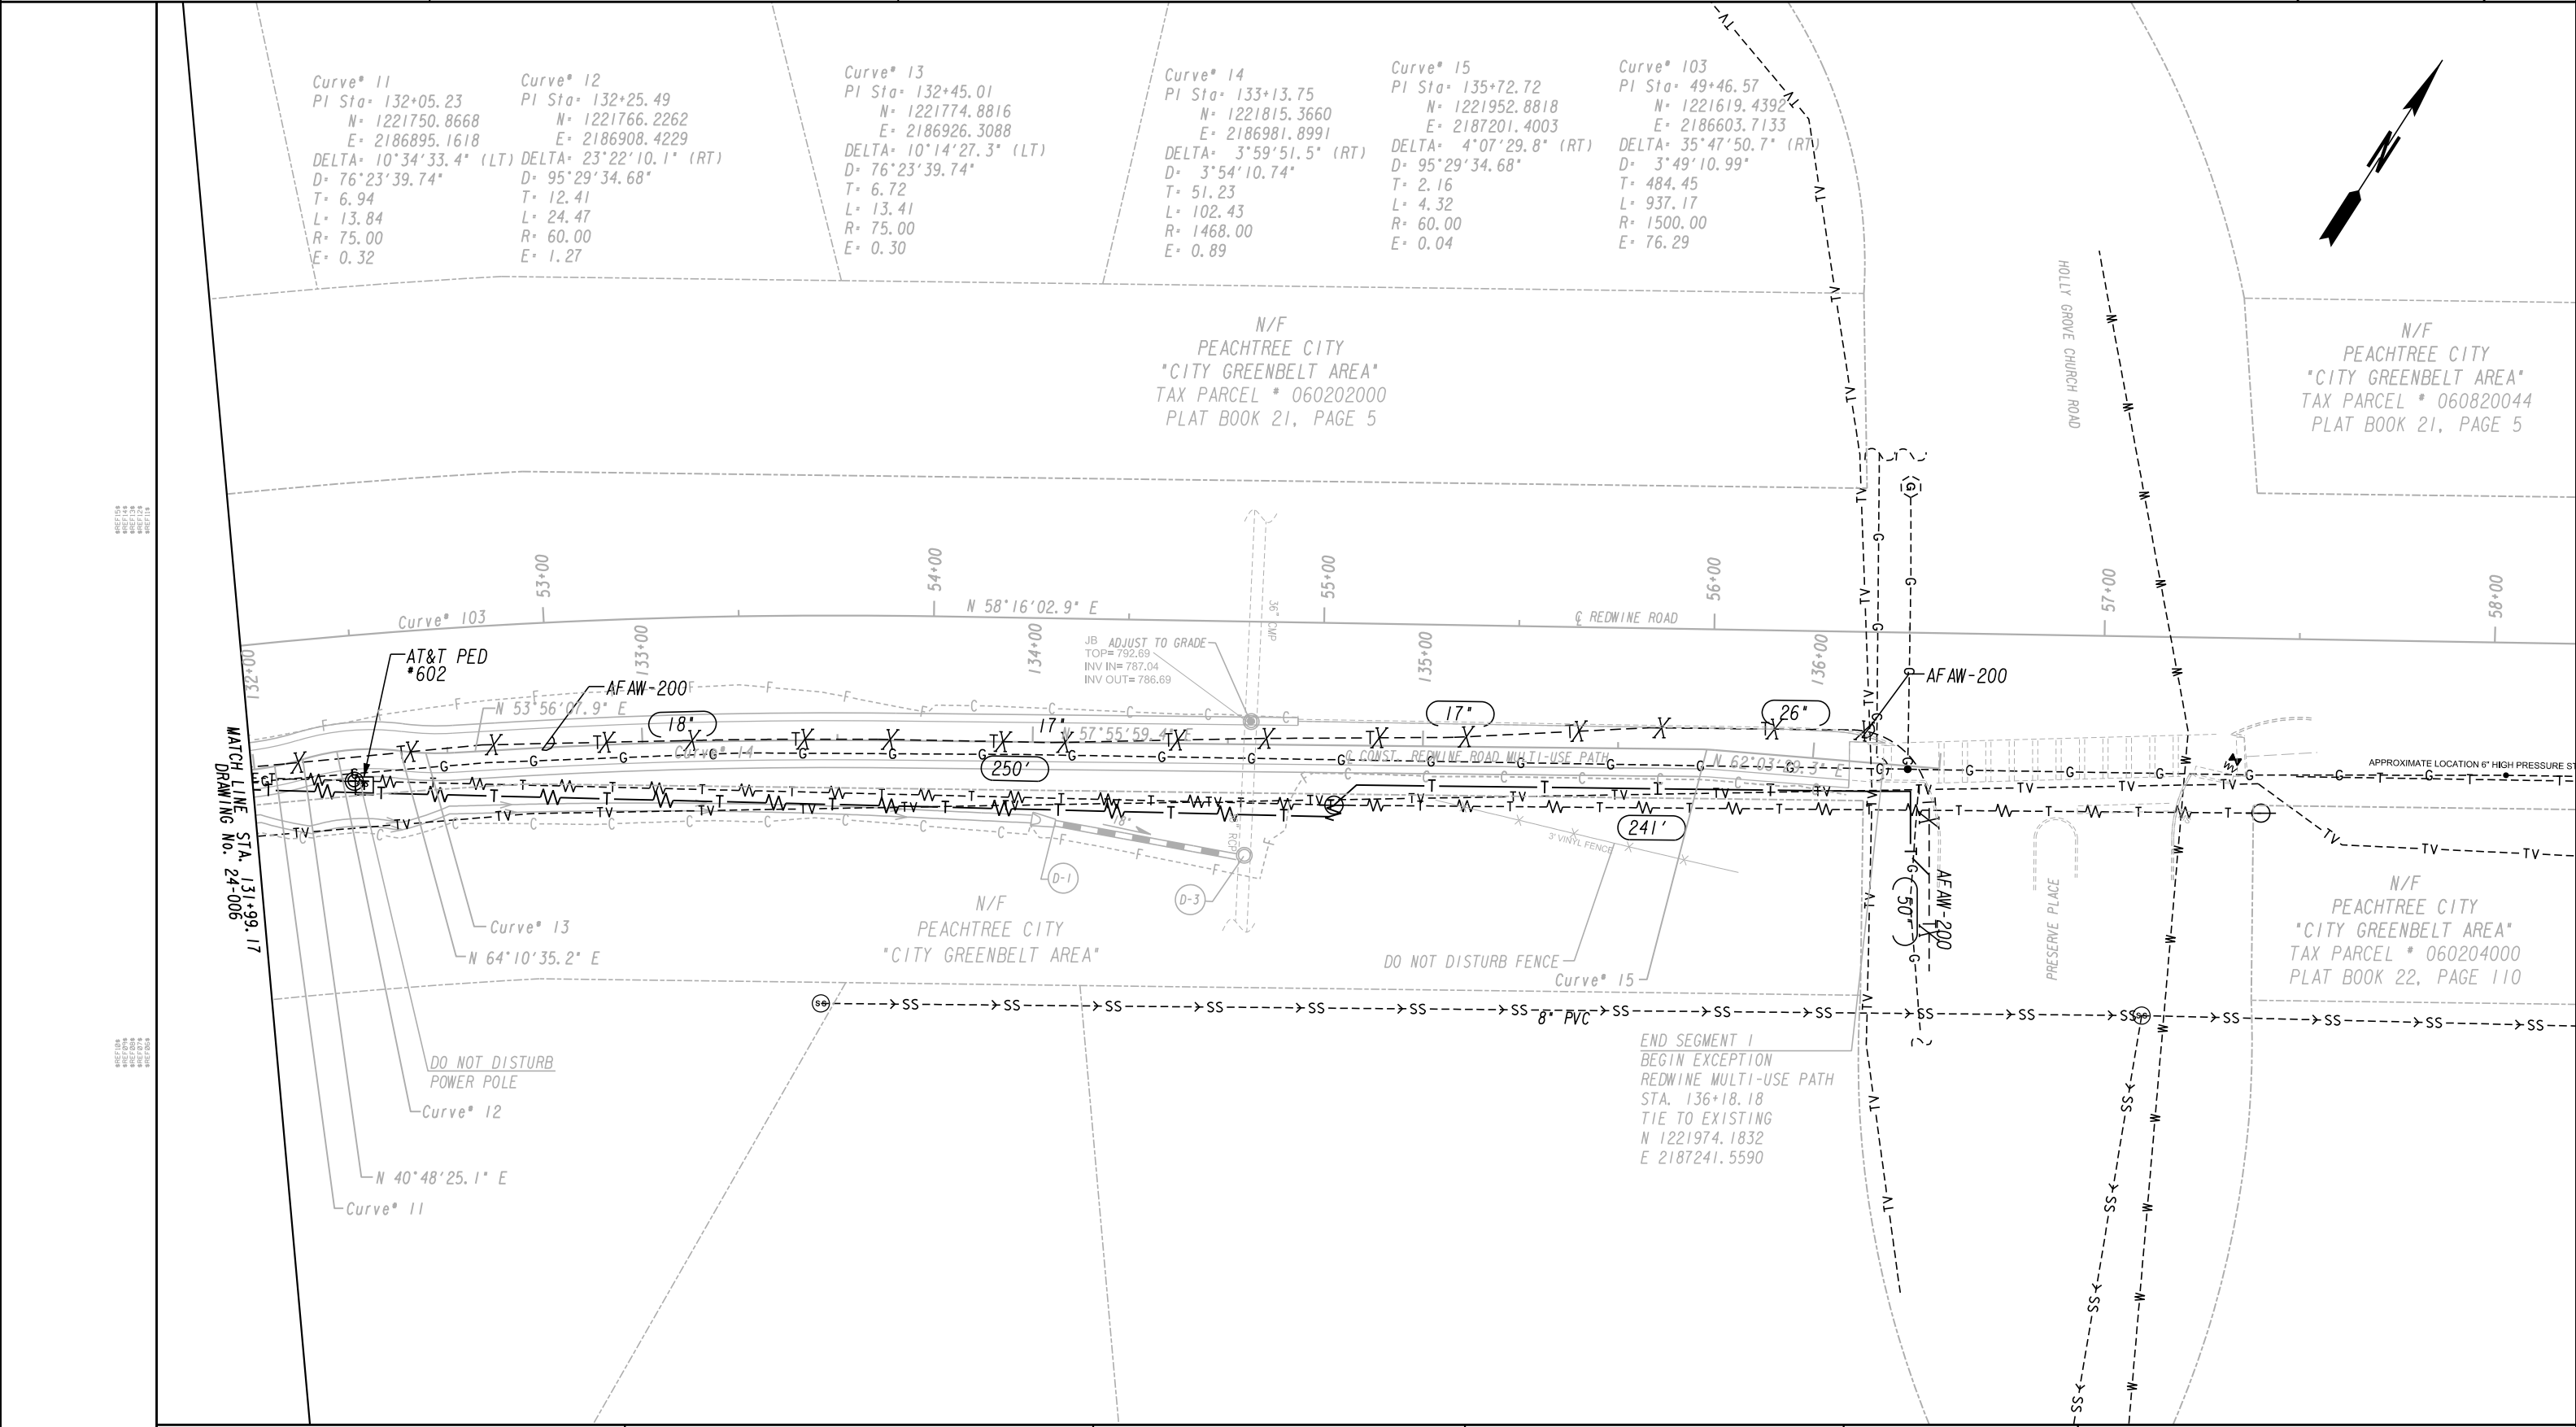 Curve# 11
PI Sta= 132+05.23
N= 1221750.8668
E= 2186895.1618
DELTA= 10°34'33.4" (LT)
D= 76°23'39.74"
T= 6.94
L= 13.84
R= 75.00
E= 0.32
Curve# 12
PI Sta= 132+25.49
N= 1221766.2262
E= 2186908.4229
DELTA= 23°22'10.1" (RT)
D= 95°29'34.68"
T= 12.41
L= 24.47
R= 60.00
E= 1.27
Curve# 13
PI Sta= 132+45.01
N= 1221774.8816
E= 2186926.3088
DELTA= 10°14'27.3" (LT)
D= 76°23'39.74"
T= 6.72
L= 13.41
R= 75.00
E= 0.30
Curve# 14
PI Sta= 133+13.75
N= 1221815.3660
E= 2186981.8991
DELTA= 3°59'51.5" (RT)
D= 3°54'10.74"
T= 51.23
L= 102.43
R= 1468.00
E= 0.89
Curve# 15
PI Sta= 135+72.72
N= 1221952.8818
E= 2187201.4003
DELTA= 4°07'29.8" (RT)
D= 95°29'34.68"
T= 2.16
L= 4.32
R= 60.00
E= 0.04
Curve# 103
PI Sta= 49+46.57
N= 1221619.4392
E= 2186603.7133
DELTA= 35°47'50.7" (RT)
D= 3°49'10.99"
T= 484.45
L= 937.17
R= 1500.00
E= 76.29
N
HOLLY GROVE CHURCH ROAD
N/F
PEACHTREE CITY
"CITY GREENBELT AREA"
TAX PARCEL # 060202000
PLAT BOOK 21, PAGE 5
N/F
PEACHTREE CITY
"CITY GREENBELT AREA"
TAX PARCEL # 060820044
PLAT BOOK 21, PAGE 5
53+00
54+00
55+00
56+00
57+00
58+00
Curve# 103
N 58°16'02.9" E
REDWINE ROAD
36" CMP
132+00
133+00
134+00
135+00
136+00
JB
ADJUST TO GRADE
TOP= 792.69
INV IN= 787.04
INV OUT= 786.69
AT&T PED
#602
AFAW-200
AFAW-200
N 53°56'07.9" E
18"
17"
17"
26"
N 57°55'59.4" E
Curve# 14
250'
CONST. REDWINE ROAD MULTI-USE PATH
APPROXIMATE LOCATION 6" HIGH PRESSURE ST
241'
3' VINYL FENCE
RCP
D-1
D-3
50"
AFAW-200
PRESERVE PLACE
MATCH LINE STA. 131+99.17
DRAWING No. 24-006
Curve# 13
N 64°10'35.2" E
N/F
PEACHTREE CITY
"CITY GREENBELT AREA"
DO NOT DISTURB FENCE
Curve# 15
N/F
PEACHTREE CITY
"CITY GREENBELT AREA"
TAX PARCEL # 060204000
PLAT BOOK 22, PAGE 110
8" PVC
END SEGMENT 1
BEGIN EXCEPTION
REDWINE MULTI-USE PATH
STA. 136+18.18
TIE TO EXISTING
N 1221974.1832
E 2187241.5590
DO NOT DISTURB
POWER POLE
Curve# 12
N 40°48'25.1" E
Curve# 11